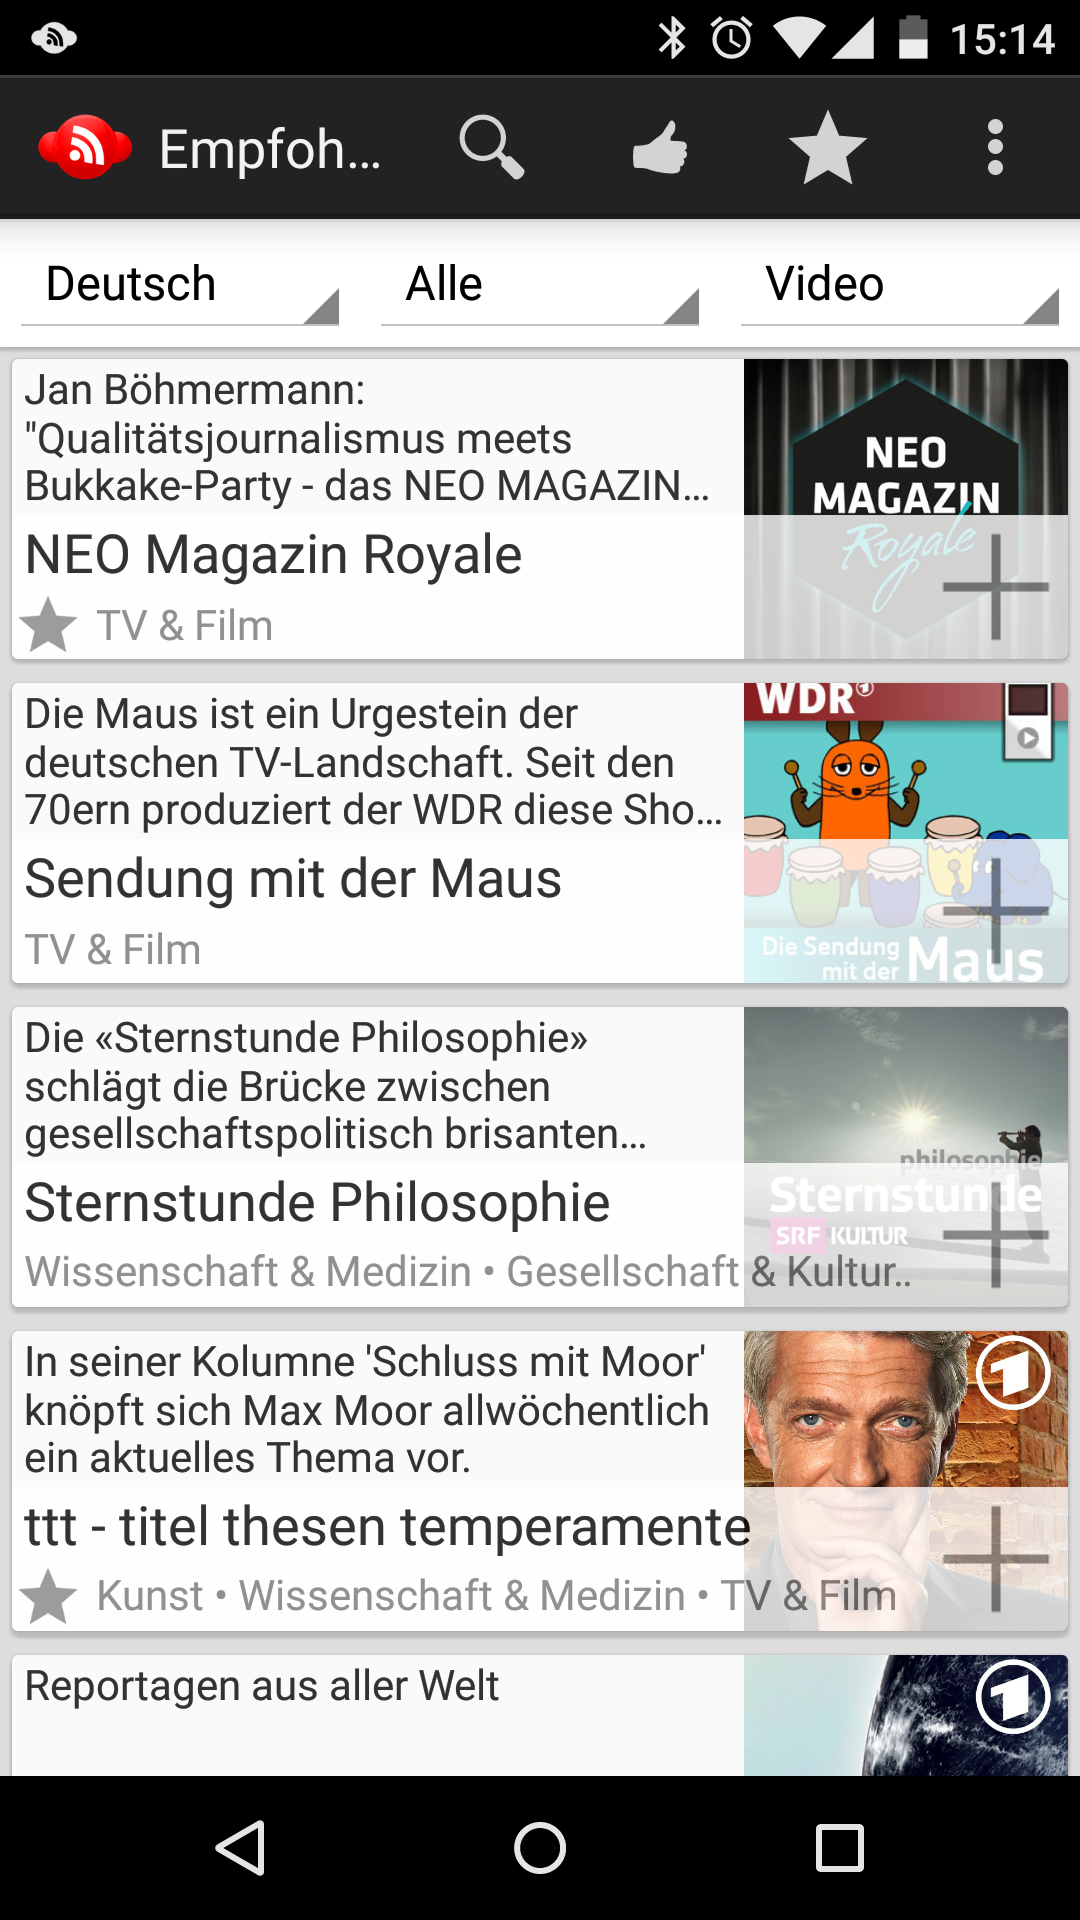 15:14
Empfoh...
Deutsch
Alle
Video
Jan Böhmermann:
"Qualitätsjournalismus meets
Bukkake-Party - das NEO MAGAZIN...
NEO Magazin Royale
TV & Film
NEO
MAGAZIN
Royale
Die Maus ist ein Urgestein der
deutschen TV-Landschaft. Seit den
70ern produziert der WDR diese Sho...
Sendung mit der Maus
TV & Film
WDR
Die Sendung
mit der Maus
Die «Sternstunde Philosophie»
schlägt die Brücke zwischen
gesellschaftspolitisch brisanten...
Sternstunde Philosophie
Wissenschaft & Medizin • Gesellschaft & Kultur..
philosophie
Sternstunde
SRF KULTUR
In seiner Kolumne 'Schluss mit Moor'
knöpft sich Max Moor allwöchentlich
ein aktuelles Thema vor.
ttt - titel thesen temperamente
Kunst • Wissenschaft & Medizin • TV & Film
1
Reportagen aus aller Welt
1